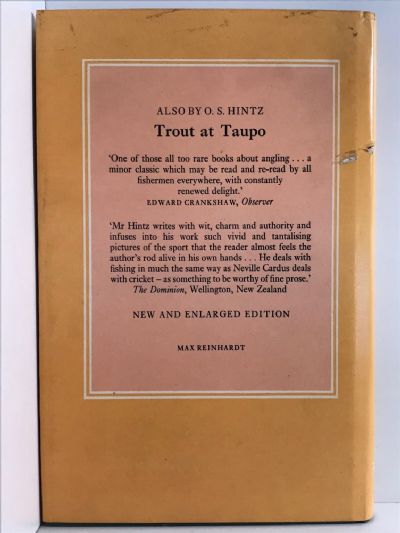 ALSO BY O. S. HINTZ
Trout at Taupo
‘One of those all too rare books about angling . . . a
minor classic which may be read and re-read by all
fishermen everywhere, with constantly
renewed delight.’
EDWARD CRANKSHAW, Observer
‘Mr Hintz writes with wit, charm and authority and
infuses into his work such vivid and tantalising
pictures of the sport that the reader almost feels the
author’s rod alive in his own hands . . . He deals with
fishing in much the same way as Neville Cardus deals
with cricket – as something to be worthy of fine prose.’
The Dominion, Wellington, New Zealand
NEW AND ENLARGED EDITION
MAX REINHARDT